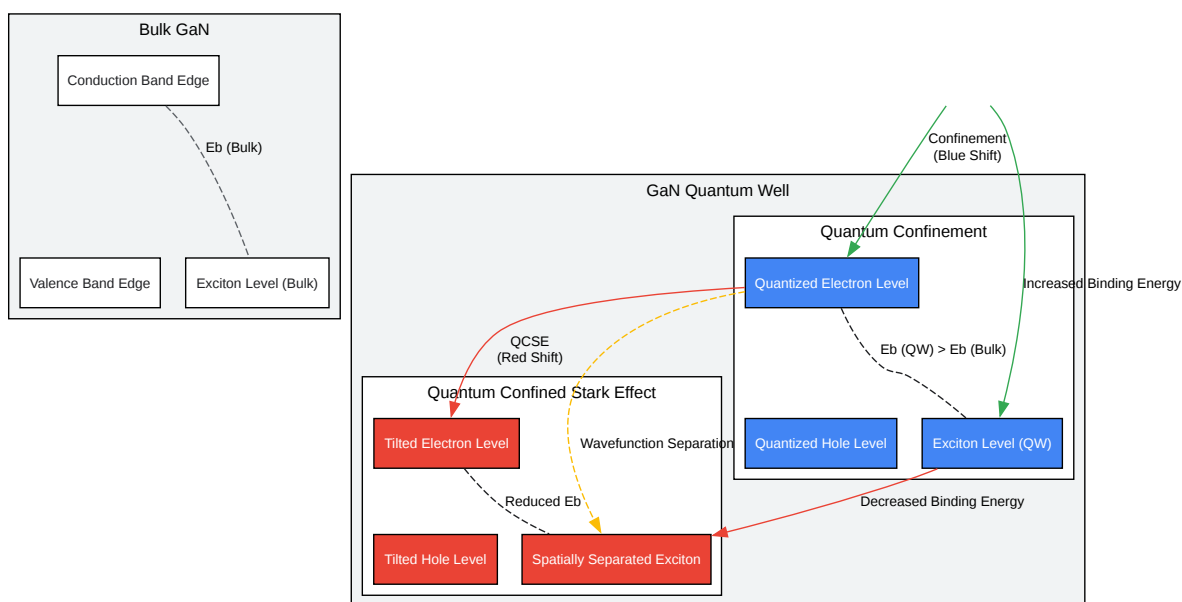 Bulk GaN
Conduction Band Edge
Eb (Bulk)
Valence Band Edge
Exciton Level (Bulk)
Confinement
(Blue Shift)
GaN Quantum Well
Quantum Confinement
Quantized Electron Level
Increased Binding Energy
QCSE
(Red Shift)
Eb (QW) > Eb (Bulk)
Quantum Confined Stark Effect
Tilted Electron Level
Wavefunction Separation
Quantized Hole Level
Exciton Level (QW)
Reduced Eb
Decreased Binding Energy
Tilted Hole Level
Spatially Separated Exciton